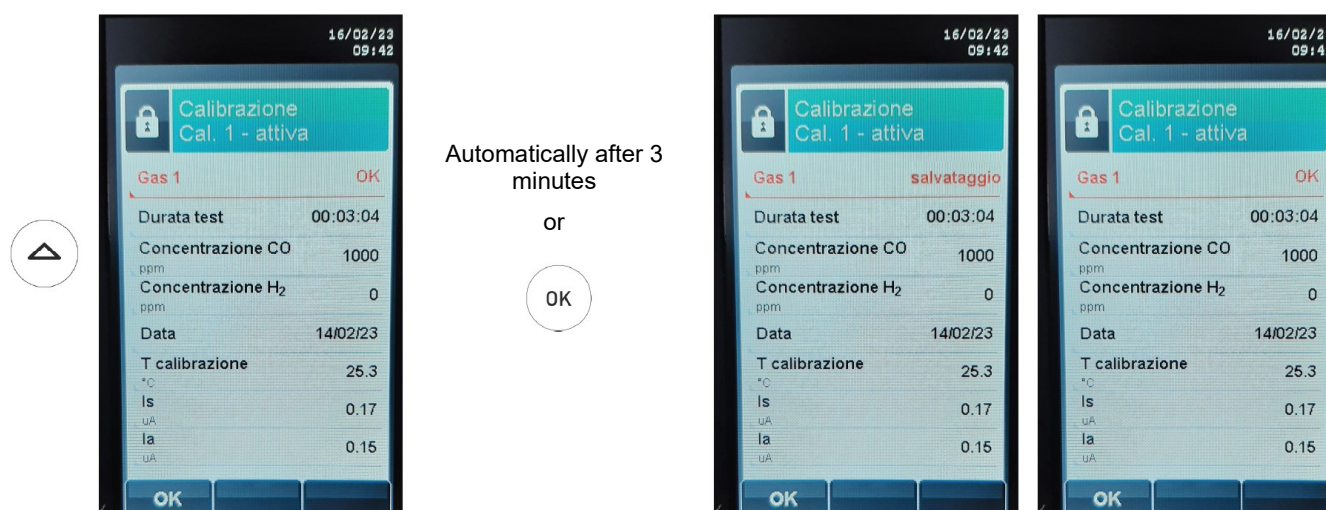 16/02/23
09:42
Calibrazione
Cal. 1 - attiva
Gas 1 OK
Durata test 00:03:04
Concentrazione CO 1000
ppm
Concentrazione H₂ 0
ppm
Data 14/02/23
T calibrazione 25.3
°C
Is 0.17
uA
Ia 0.15
uA
OK
Automatically after 3
minutes
or
OK
16/02/23
09:42
Calibrazione
Cal. 1 - attiva
Gas 1 salvataggio
Durata test 00:03:04
Concentrazione CO 1000
ppm
Concentrazione H₂ 0
ppm
Data 14/02/23
T calibrazione 25.3
°C
Is 0.17
uA
Ia 0.15
uA
OK
16/02/2
09:4
Calibrazione
Cal. 1 - attiva
Gas 1 OK
Durata test 00:03:04
Concentrazione CO 1000
ppm
Concentrazione H₂ 0
ppm
Data 14/02/23
T calibrazione 25.3
°C
Is 0.17
uA
Ia 0.15
uA
OK